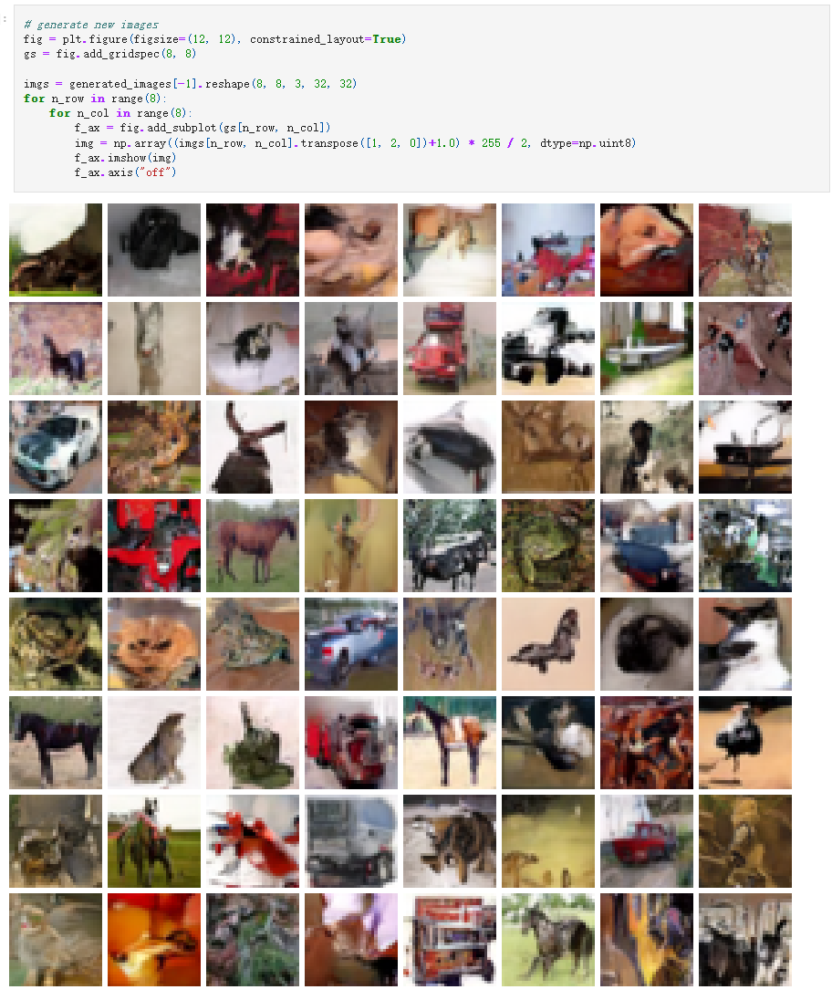 :
# generate new images
fig = plt.figure(figsize=(12, 12), constrained_layout=True)
gs = fig.add_gridspec(8, 8)

imgs = generated_images[-1].reshape(8, 8, 3, 32, 32)
for n_row in range(8):
    for n_col in range(8):
        f_ax = fig.add_subplot(gs[n_row, n_col])
        img = np.array((imgs[n_row, n_col].transpose([1, 2, 0])+1.0) * 255 / 2, dtype=np.uint8)
        f_ax.imshow(img)
        f_ax.axis("off")